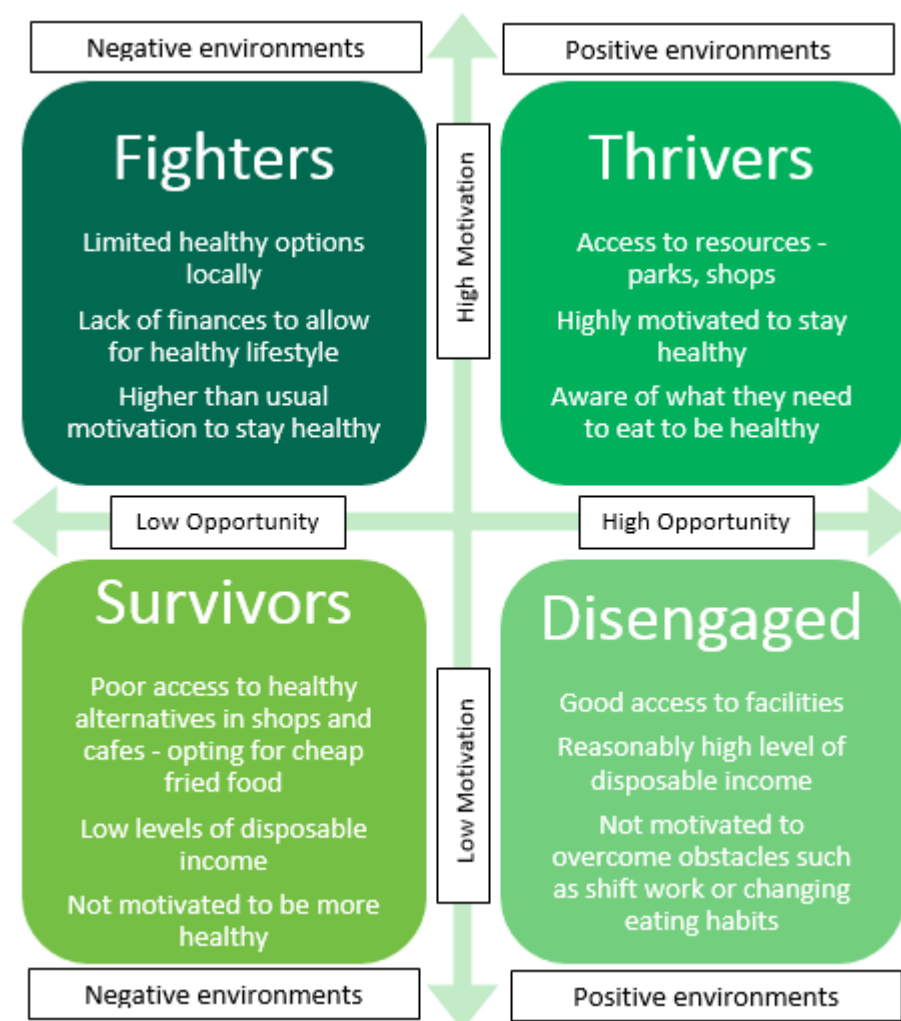 Negative environments
Positive environments
Fighters
Limited healthy options
locally
Lack of finances to allow
for healthy lifestyle
Higher than usual
motivation to stay healthy
High Motivation
Thrivers
Access to resources -
parks, shops
Highly motivated to stay
healthy
Aware of what they need
to eat to be healthy
Low Opportunity
High Opportunity
Survivors
Poor access to healthy
alternatives in shops and
cafes - opting for cheap
fried food
Low levels of disposable
income
Not motivated to be more
healthy
Low Motivation
Disengaged
Good access to facilities
Reasonably high level of
disposable income
Not motivated to
overcome obstacles such
as shift work or changing
eating habits
Negative environments
Positive environments